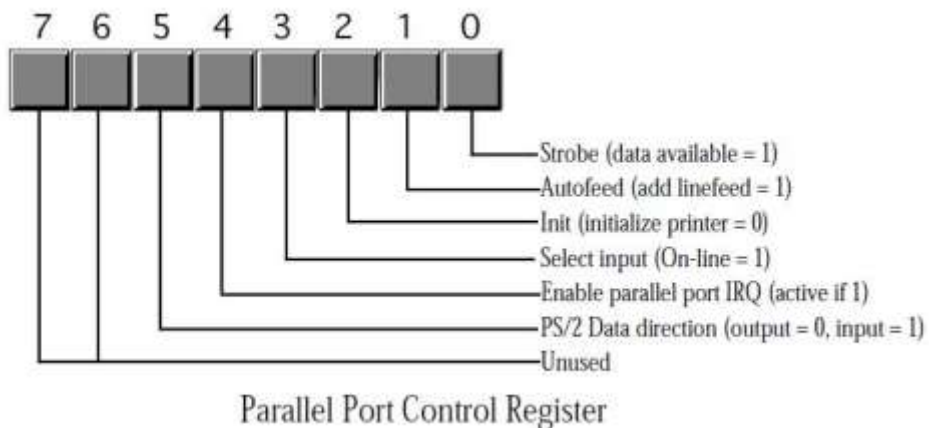 7 6 5 4 3 2 1 0
Strobe (data available = 1)
Autofeed (add linefeed = 1)
Init (initialize printer = 0)
Select input (On-line = 1)
Enable parallel port IRQ (active if 1)
PS/2 Data direction (output = 0, input = 1)
Unused
Parallel Port Control Register